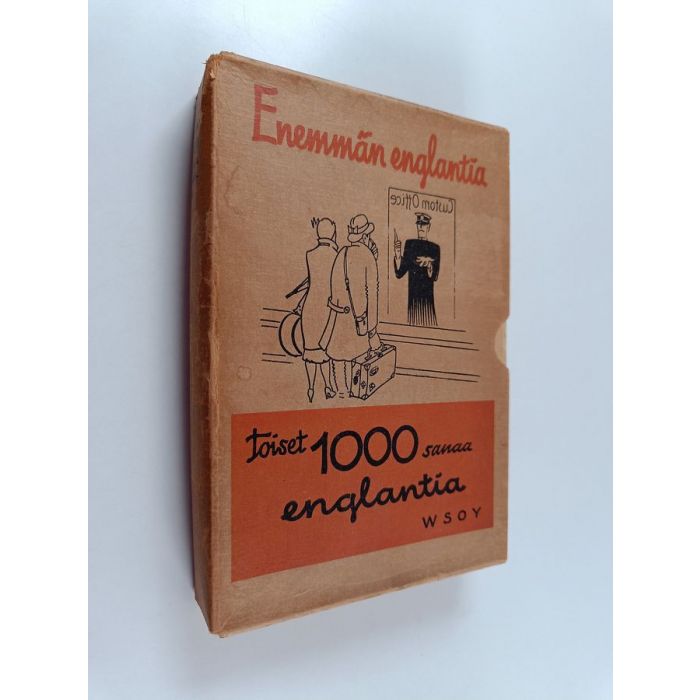 Enemmän englantia
Custom Office
toiset 1000 sanaa
englantia
WSOY